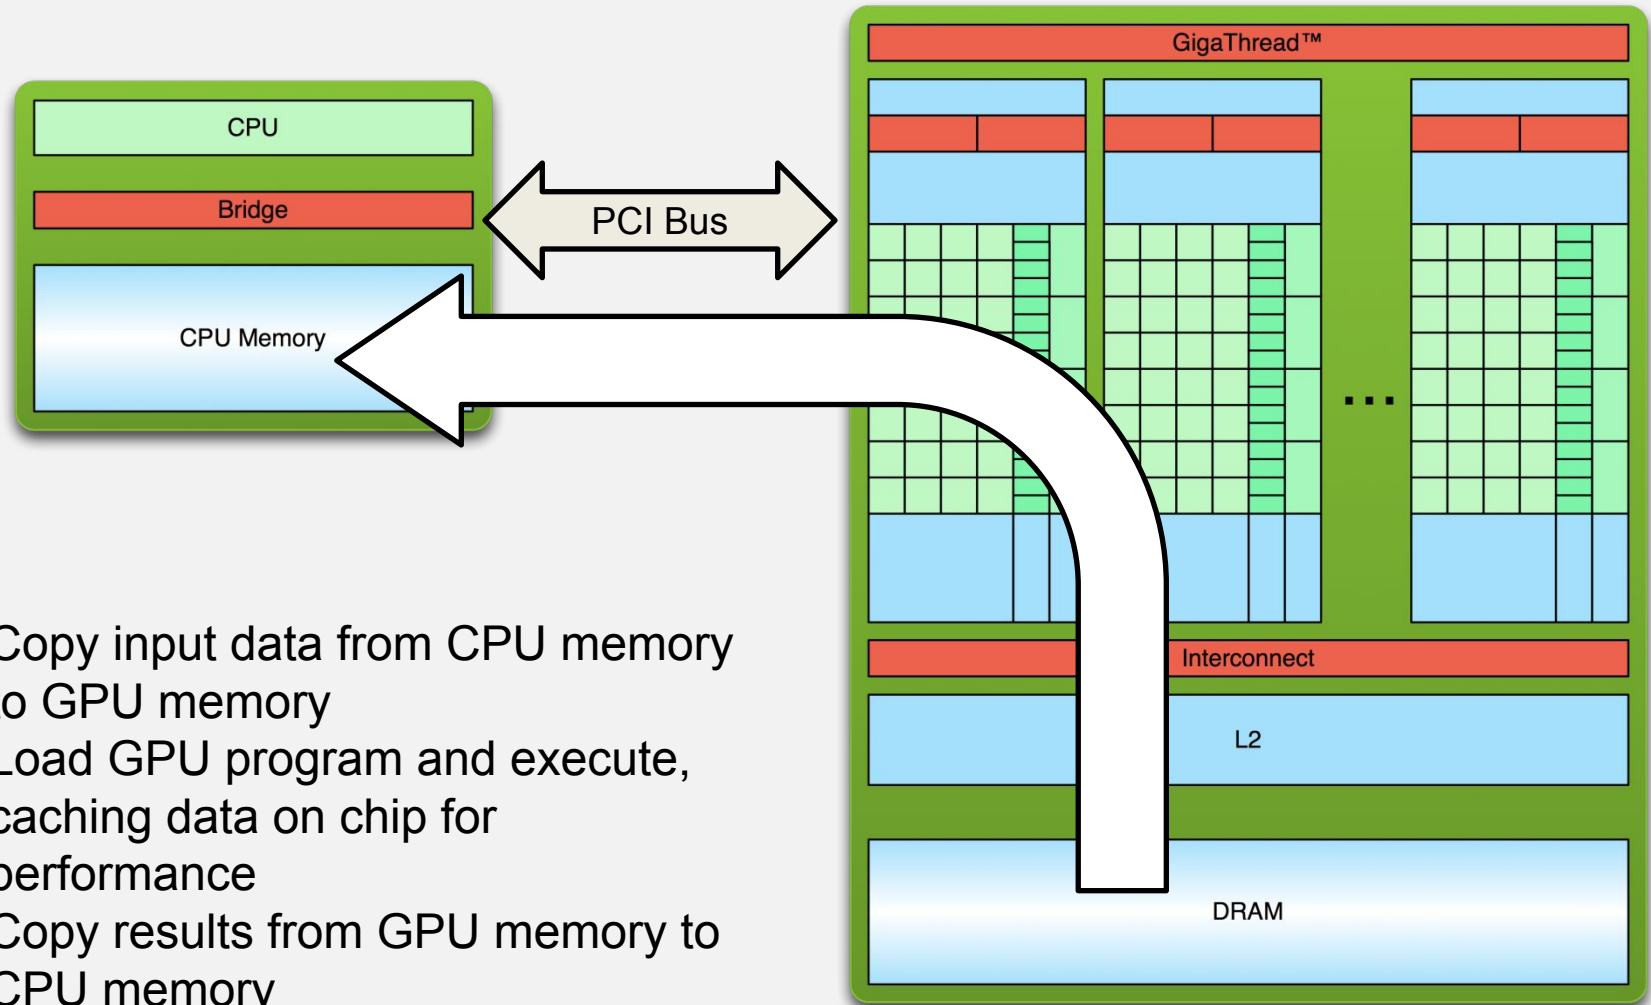 GigaThread™
CPU
Bridge
PCI Bus
CPU Memory
...
Interconnect
L2
DRAM
Copy input data from CPU memory
to GPU memory
Load GPU program and execute,
caching data on chip for
performance
Copy results from GPU memory to
CPU memory